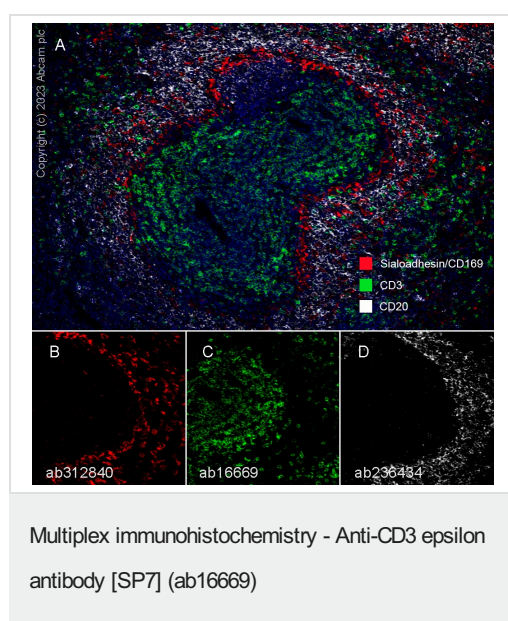 A
Copyright (c) 2023 Abcam plc
Sialoadhesin/CD169
CD3
CD20
B
C
D
ab312840
ab16669
ab236434
Multiplex immunohistochemistry - Anti-CD3 epsilon
antibody [SP7] (ab16669)